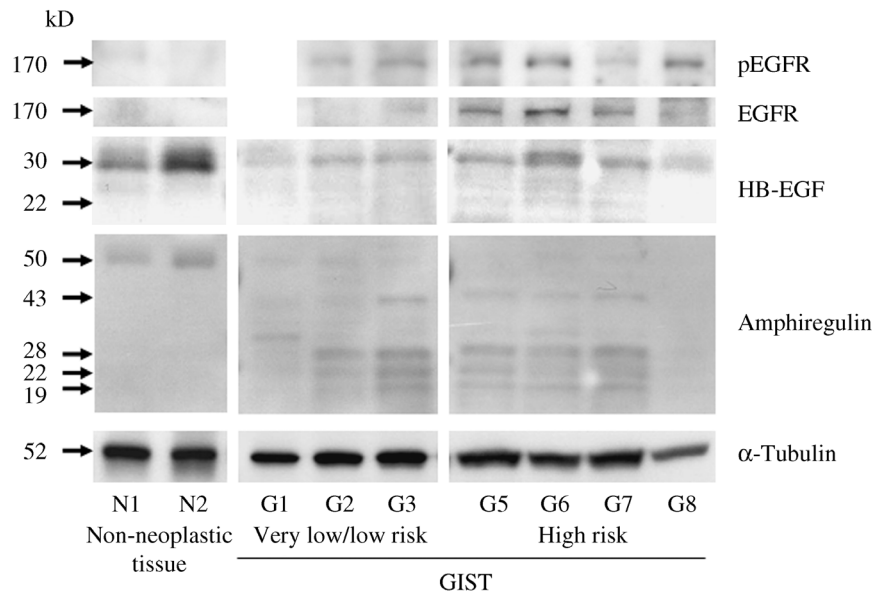 kD
170 pEGFR
170 EGFR
30
22 HB-EGF
50
43
Amphiregulin
28
22
19
52 α-Tubulin
N1 N2 G1 G2 G3 G5 G6 G7 G8
Non-neoplastic tissue Very low/low risk High risk
GIST